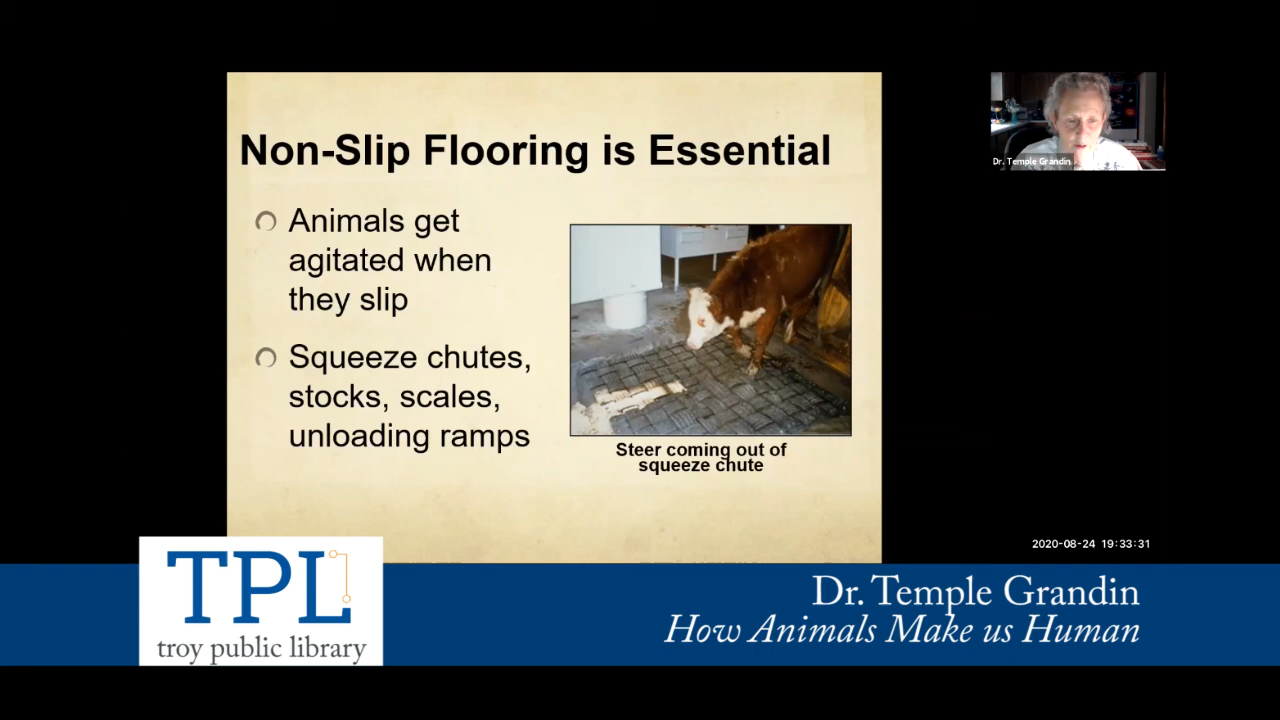 Non-Slip Flooring is Essential
Animals get
agitated when
they slip
Squeeze chutes,
stocks, scales,
unloading ramps
Steer coming out of
squeeze chute
Dr. Temple Grandin
2020-08-24 19:33:31
TPL
troy public library
Dr. Temple Grandin
How Animals Make us Human